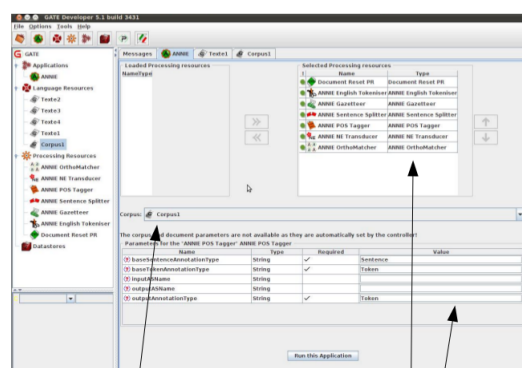 GATE Developer 5.1 build 3431
File Options Tools Help
GATE
Applications
ANNIE
Language Resources
Texte2
Texte3
Texte4
Texte1
Corpus1
Processing Resources
ANNIE OrthoMatcher
ANNIE NE Transducer
ANNIE POS Tagger
ANNIE Sentence Splitter
ANNIE Gazetteer
ANNIE English Tokeniser
Document Reset PR
Datastores
Messages ANNIE Texte1 Corpus1
Loaded Processing resources
NameType
Selected Processing resources
! Name Type
Document Reset PR Document Reset PR
ANNIE English Tokeniser ANNIE English Tokeniser
ANNIE Gazetteer ANNIE Gazetteer
ANNIE Sentence Splitter ANNIE Sentence Splitter
ANNIE POS Tagger ANNIE POS Tagger
ANNIE NE Transducer ANNIE NE Transducer
ANNIE OrthoMatcher ANNIE OrthoMatcher
Corpus: Corpus1
The corpus and document parameters are not available as they are automatically set by the controller!
Parameters for the 'ANNIE POS Tagger' ANNIE POS Tagger
Name Type Required Value
(?) baseSentenceAnnotationType String ✓ Sentence
(?) baseTokenAnnotationType String ✓ Token
(?) inputASName String
(?) outputASName String
(?) outputAnnotationType String ✓ Token
Run this Application